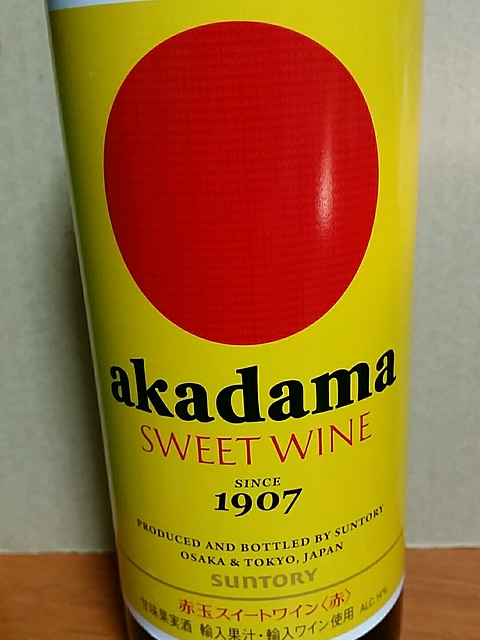 akadama
SWEET WINE
SINCE
1907
PRODUCED AND BOTTLED BY SUNTORY
OSAKA & TOKYO, JAPAN
SUNTORY
赤玉スイートワイン〈赤〉
甘味果実酒 輸入果汁・輸入ワイン使用 ALC.14%